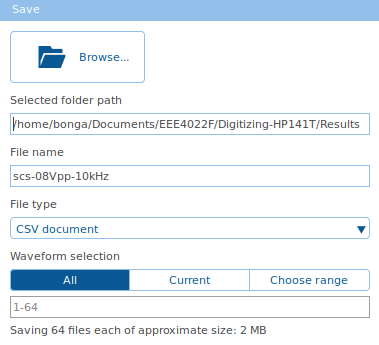 Save
Browse...
Selected folder path
/home/bonga/Documents/EEE4022F/Digitizing-HP141T/Results
File name
scs-08Vpp-10kHz
File type
CSV document
Waveform selection
All Current Choose range
1-64
Saving 64 files each of approximate size: 2 MB